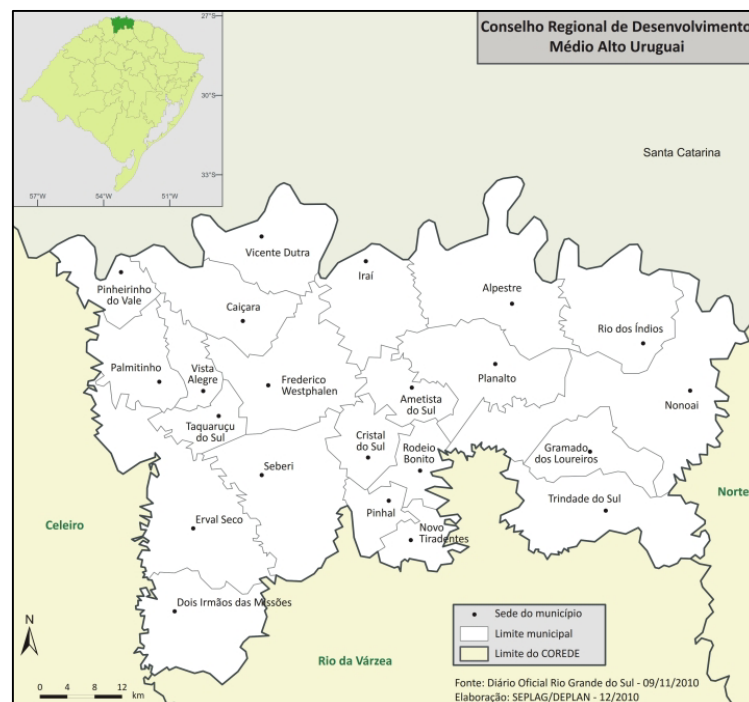 Conselho Regional de Desenvolvimento
Médio Alto Uruguai
27°S
30°S
33°S
57°W
54°W
51°W
Santa Catarina
Vicente Dutra
Iraí
Pinheirinho
do Vale
Alpestre
Caiçara
Rio dos Índios
Palmitinho
Vista
Alegre
Frederico
Westphalen
Planalto
Ametista
do Sul
Nonoai
Taquaruçu
do Sul
Cristal
do Sul
Rodeio
Bonito
Gramado
dos Loureiros
Seberi
Norte
Trindade do Sul
Celeiro
Erval Seco
Pinhal
Novo
Tiradentes
Dois Irmãos das Missões
Rio da Várzea
N
0 4 8 12
km
Sede do município
Limite municipal
Limite do COREDE
Fonte: Diário Oficial Rio Grande do Sul - 09/11/2010
Elaboração: SEPLAG/DEPLAN - 12/2010